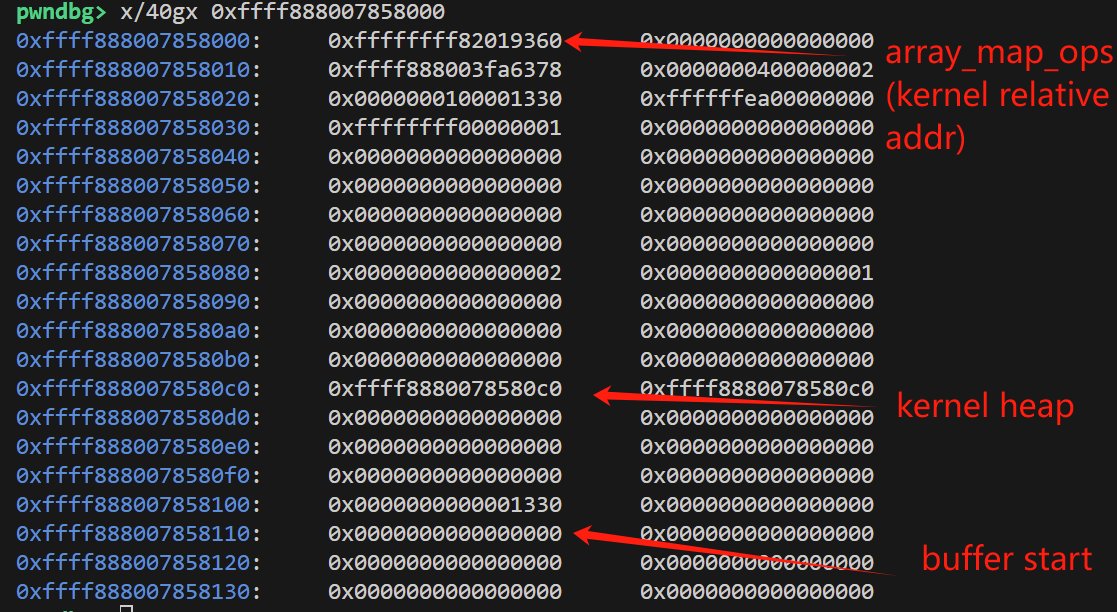 pwndbg> x/40gx 0xffff888007858000
0xffff888007858000: 0xffffffff82019360 0x0000000000000000
0xffff888007858010: 0xffff888003fa6378 0x0000000400000002
0xffff888007858020: 0x0000000100001330 0xffffffea00000000
0xffff888007858030: 0xffffffff00000001 0x0000000000000000
0xffff888007858040: 0x0000000000000000 0x0000000000000000
0xffff888007858050: 0x0000000000000000 0x0000000000000000
0xffff888007858060: 0x0000000000000000 0x0000000000000000
0xffff888007858070: 0x0000000000000000 0x0000000000000000
0xffff888007858080: 0x0000000000000002 0x0000000000000001
0xffff888007858090: 0x0000000000000000 0x0000000000000000
0xffff8880078580a0: 0x0000000000000000 0x0000000000000000
0xffff8880078580b0: 0x0000000000000000 0x0000000000000000
0xffff8880078580c0: 0xffff8880078580c0 0xffff8880078580c0
0xffff8880078580d0: 0x0000000000000000 0x0000000000000000
0xffff8880078580e0: 0x0000000000000000 0x0000000000000000
0xffff8880078580f0: 0x0000000000000000 0x0000000000000000
0xffff888007858100: 0x0000000000001330 0x0000000000000000
0xffff888007858110: 0x0000000000000000 0x0000000000000000
0xffff888007858120: 0x0000000000000000 0x0000000000000000
0xffff888007858130: 0x0000000000000000 0x0000000000000000
array_map_ops
(kernel relative
addr)
kernel heap
buffer start